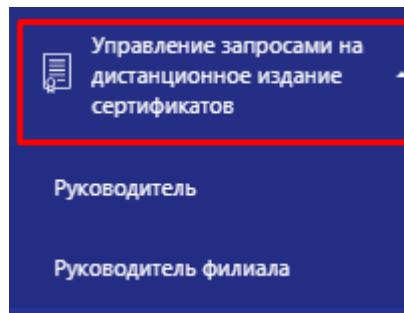 Управление запросами на
дистанционное издание
сертификатов
Руководитель
Руководитель филиала